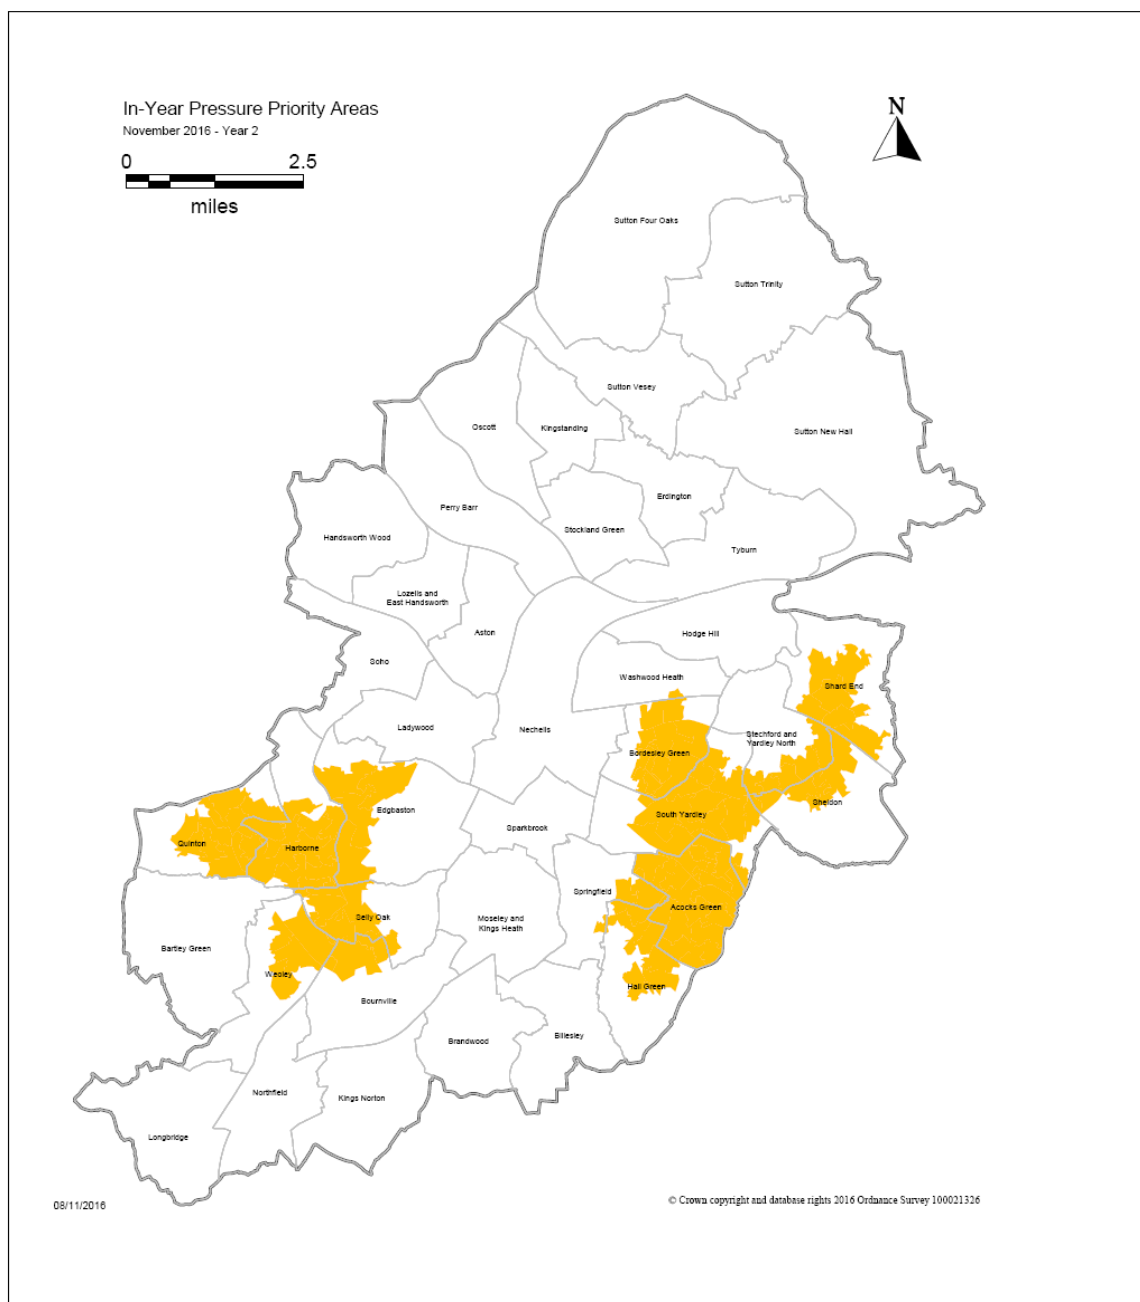 In-Year Pressure Priority Areas
November 2016 - Year 2
0 2.5
miles
N
Sutton Four Oaks
Sutton Trinity
Sutton Vesey
Oscott
Kingstanding
Sutton New Hall
Erdington
Perry Barr
Stockland Green
Handsworth Wood
Tyburn
Lozells and
East Handsworth
Aston
Hodge Hill
Soho
Washwood Heath
Shard End
Ladywood
Nechells
Stechford and
Yardley North
Bordesley Green
Edgbaston
Sheldon
South Yardley
Sparkbrook
Quinton
Harborne
Springfield
Acocks Green
Selly Oak
Moseley and
Kings Heath
Bartley Green
Weoley
Hall Green
Bournville
Billesley
Brandwood
Northfield
Kings Norton
Longbridge
08/11/2016
© Crown copyright and database rights 2016 Ordnance Survey 100021326